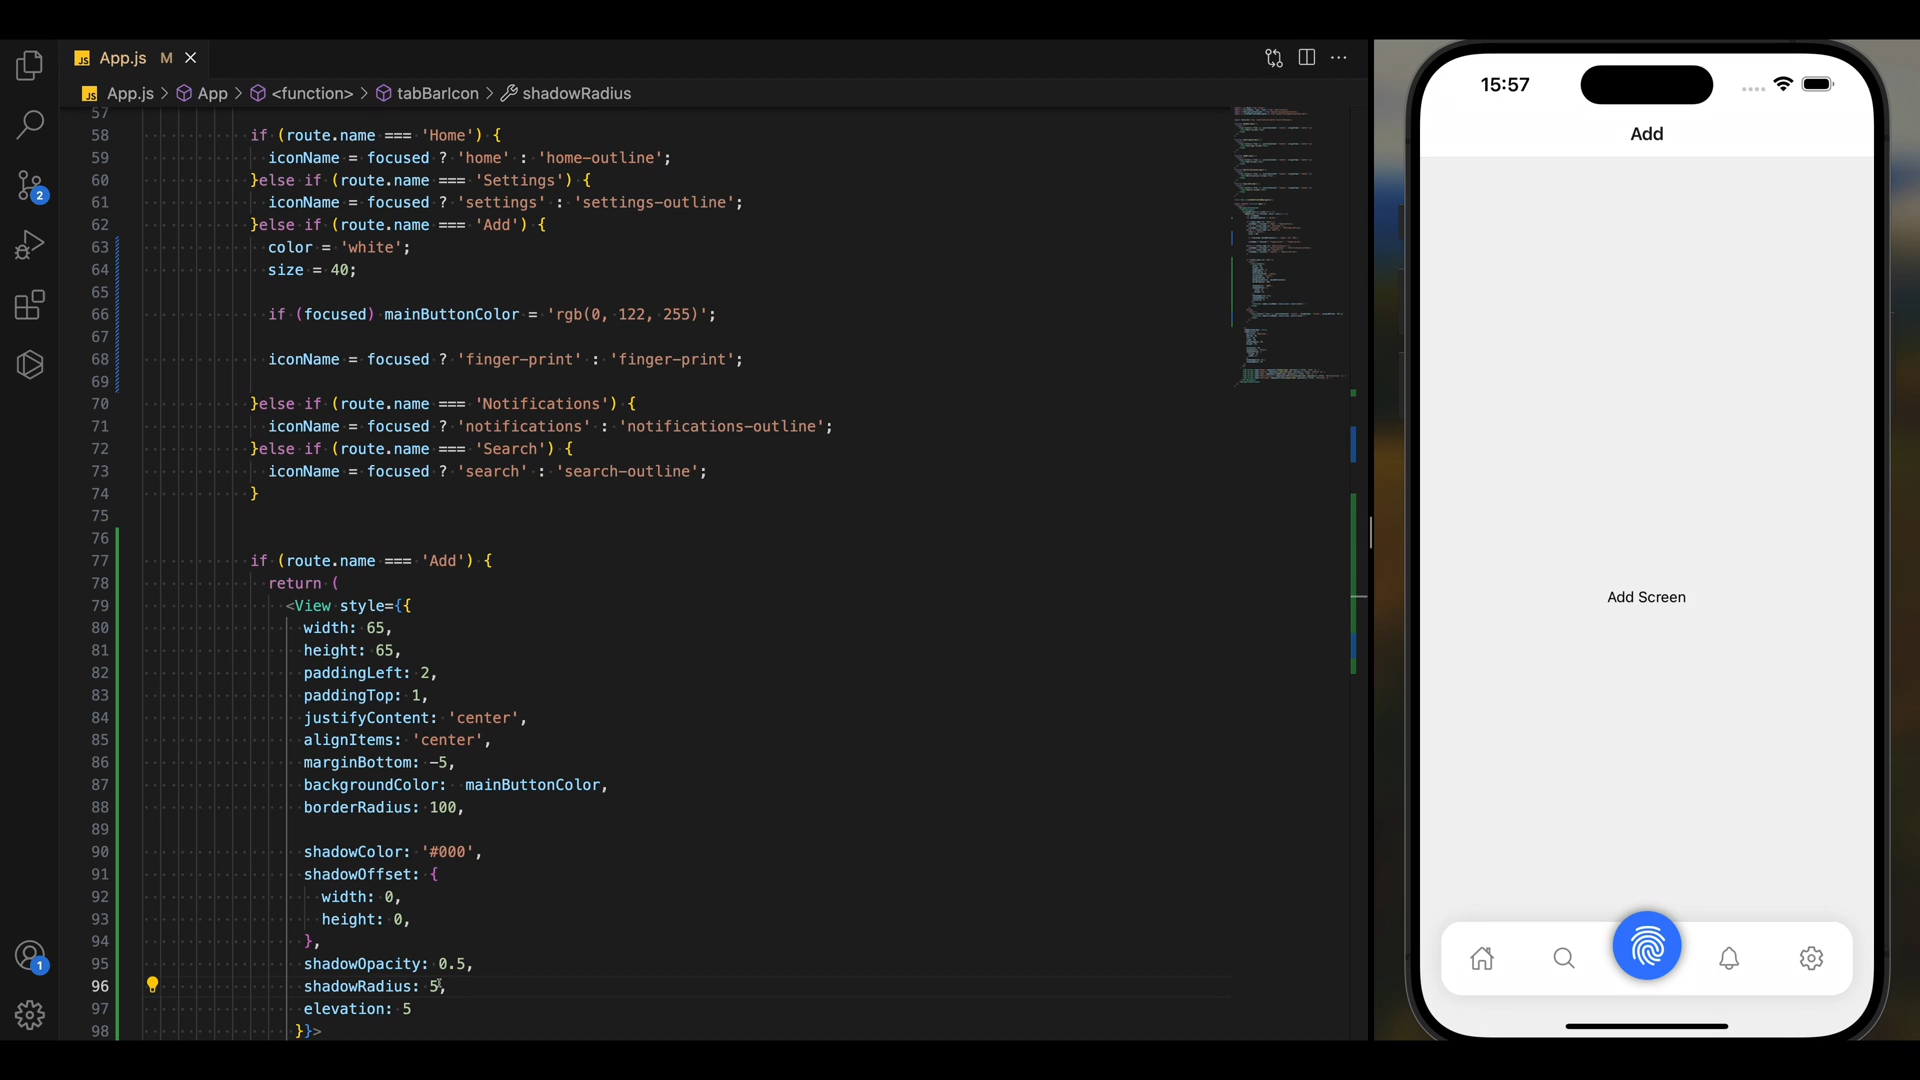 JS App.js M
JS App.js > App > <function> > tabBarIcon > shadowRadius
57
58 if (route.name === 'Home') {
59 iconName = focused ? 'home' : 'home-outline';
60 }else if (route.name === 'Settings') {
61 iconName = focused ? 'settings' : 'settings-outline';
62 }else if (route.name === 'Add') {
63 color = 'white';
64 size = 40;
65
66 if (focused) mainButtonColor = 'rgb(0, 122, 255)';
67
68 iconName = focused ? 'finger-print' : 'finger-print';
69
70 }else if (route.name === 'Notifications') {
71 iconName = focused ? 'notifications' : 'notifications-outline';
72 }else if (route.name === 'Search') {
73 iconName = focused ? 'search' : 'search-outline';
74 }
75
76
77 if (route.name === 'Add') {
78 return (
79 <View style={{
80 width: 65,
81 height: 65,
82 paddingLeft: 2,
83 paddingTop: 1,
84 justifyContent: 'center',
85 alignItems: 'center',
86 marginBottom: -5,
87 backgroundColor: mainButtonColor,
88 borderRadius: 100,
89
90 shadowColor: '#000',
91 shadowOffset: {
92 width: 0,
93 height: 0,
94 },
95 shadowOpacity: 0.5,
96 shadowRadius: 5,
97 elevation: 5
98 }}>
2
1
15:57
Add
Add Screen